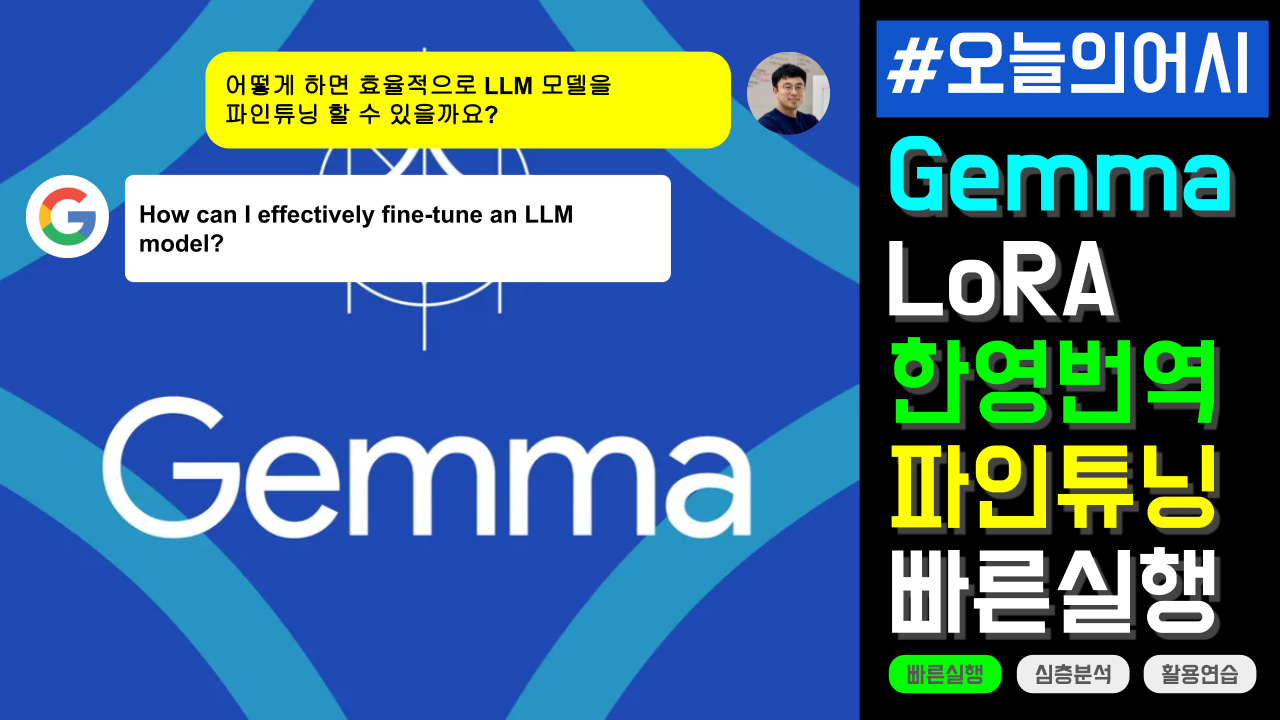 어떻게 하면 효율적으로 LLM 모델을
파인튜닝 할 수 있을까요?
How can I effectively fine-tune an LLM
model?
Gemma
#오늘의어시
Gemma
LoRA
한영번역
파인튜닝
빠른실행
빠른실행
심층분석
활용연습